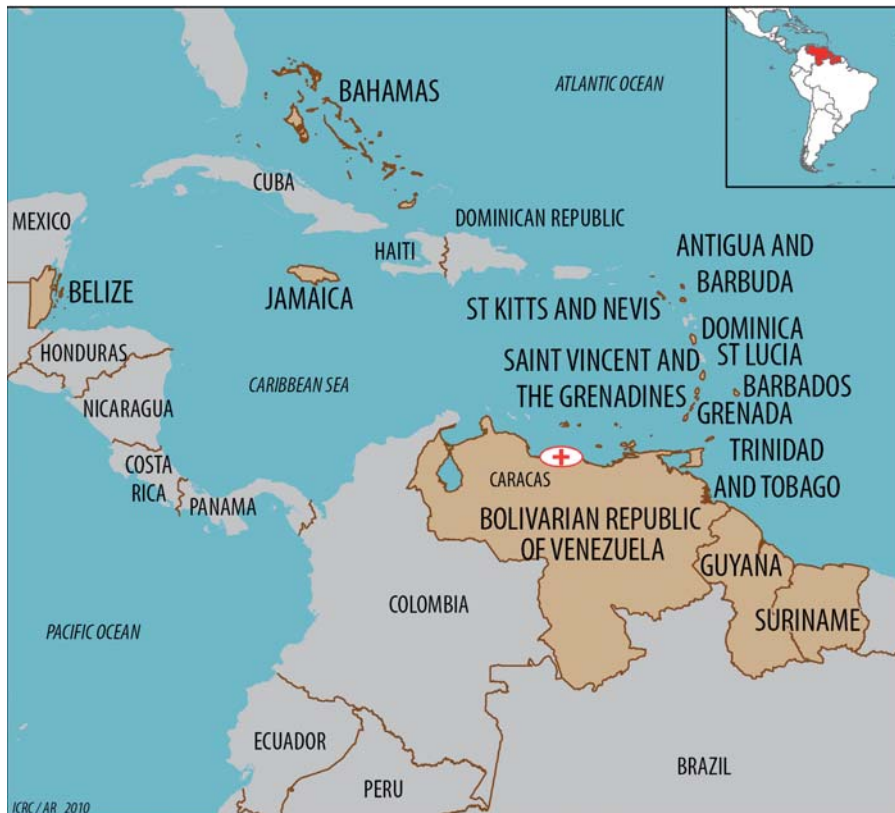 BAHAMAS
ATLANTIC OCEAN
CUBA
MEXICO
DOMINICAN REPUBLIC
HAITI
ANTIGUA AND
BARBUDA
BELIZE
JAMAICA
ST KITTS AND NEVIS
DOMINICA
HONDURAS
SAINT VINCENT AND
THE GRENADINES
ST LUCIA
CARIBBEAN SEA
BARBADOS
NICARAGUA
GRENADA
COSTA
RICA
PANAMA
TRINIDAD
AND TOBAGO
CARACAS
BOLIVARIAN REPUBLIC
OF VENEZUELA
GUYANA
COLOMBIA
SURINAME
PACIFIC OCEAN
ECUADOR
PERU
BRAZIL
ICRC / AR_2010